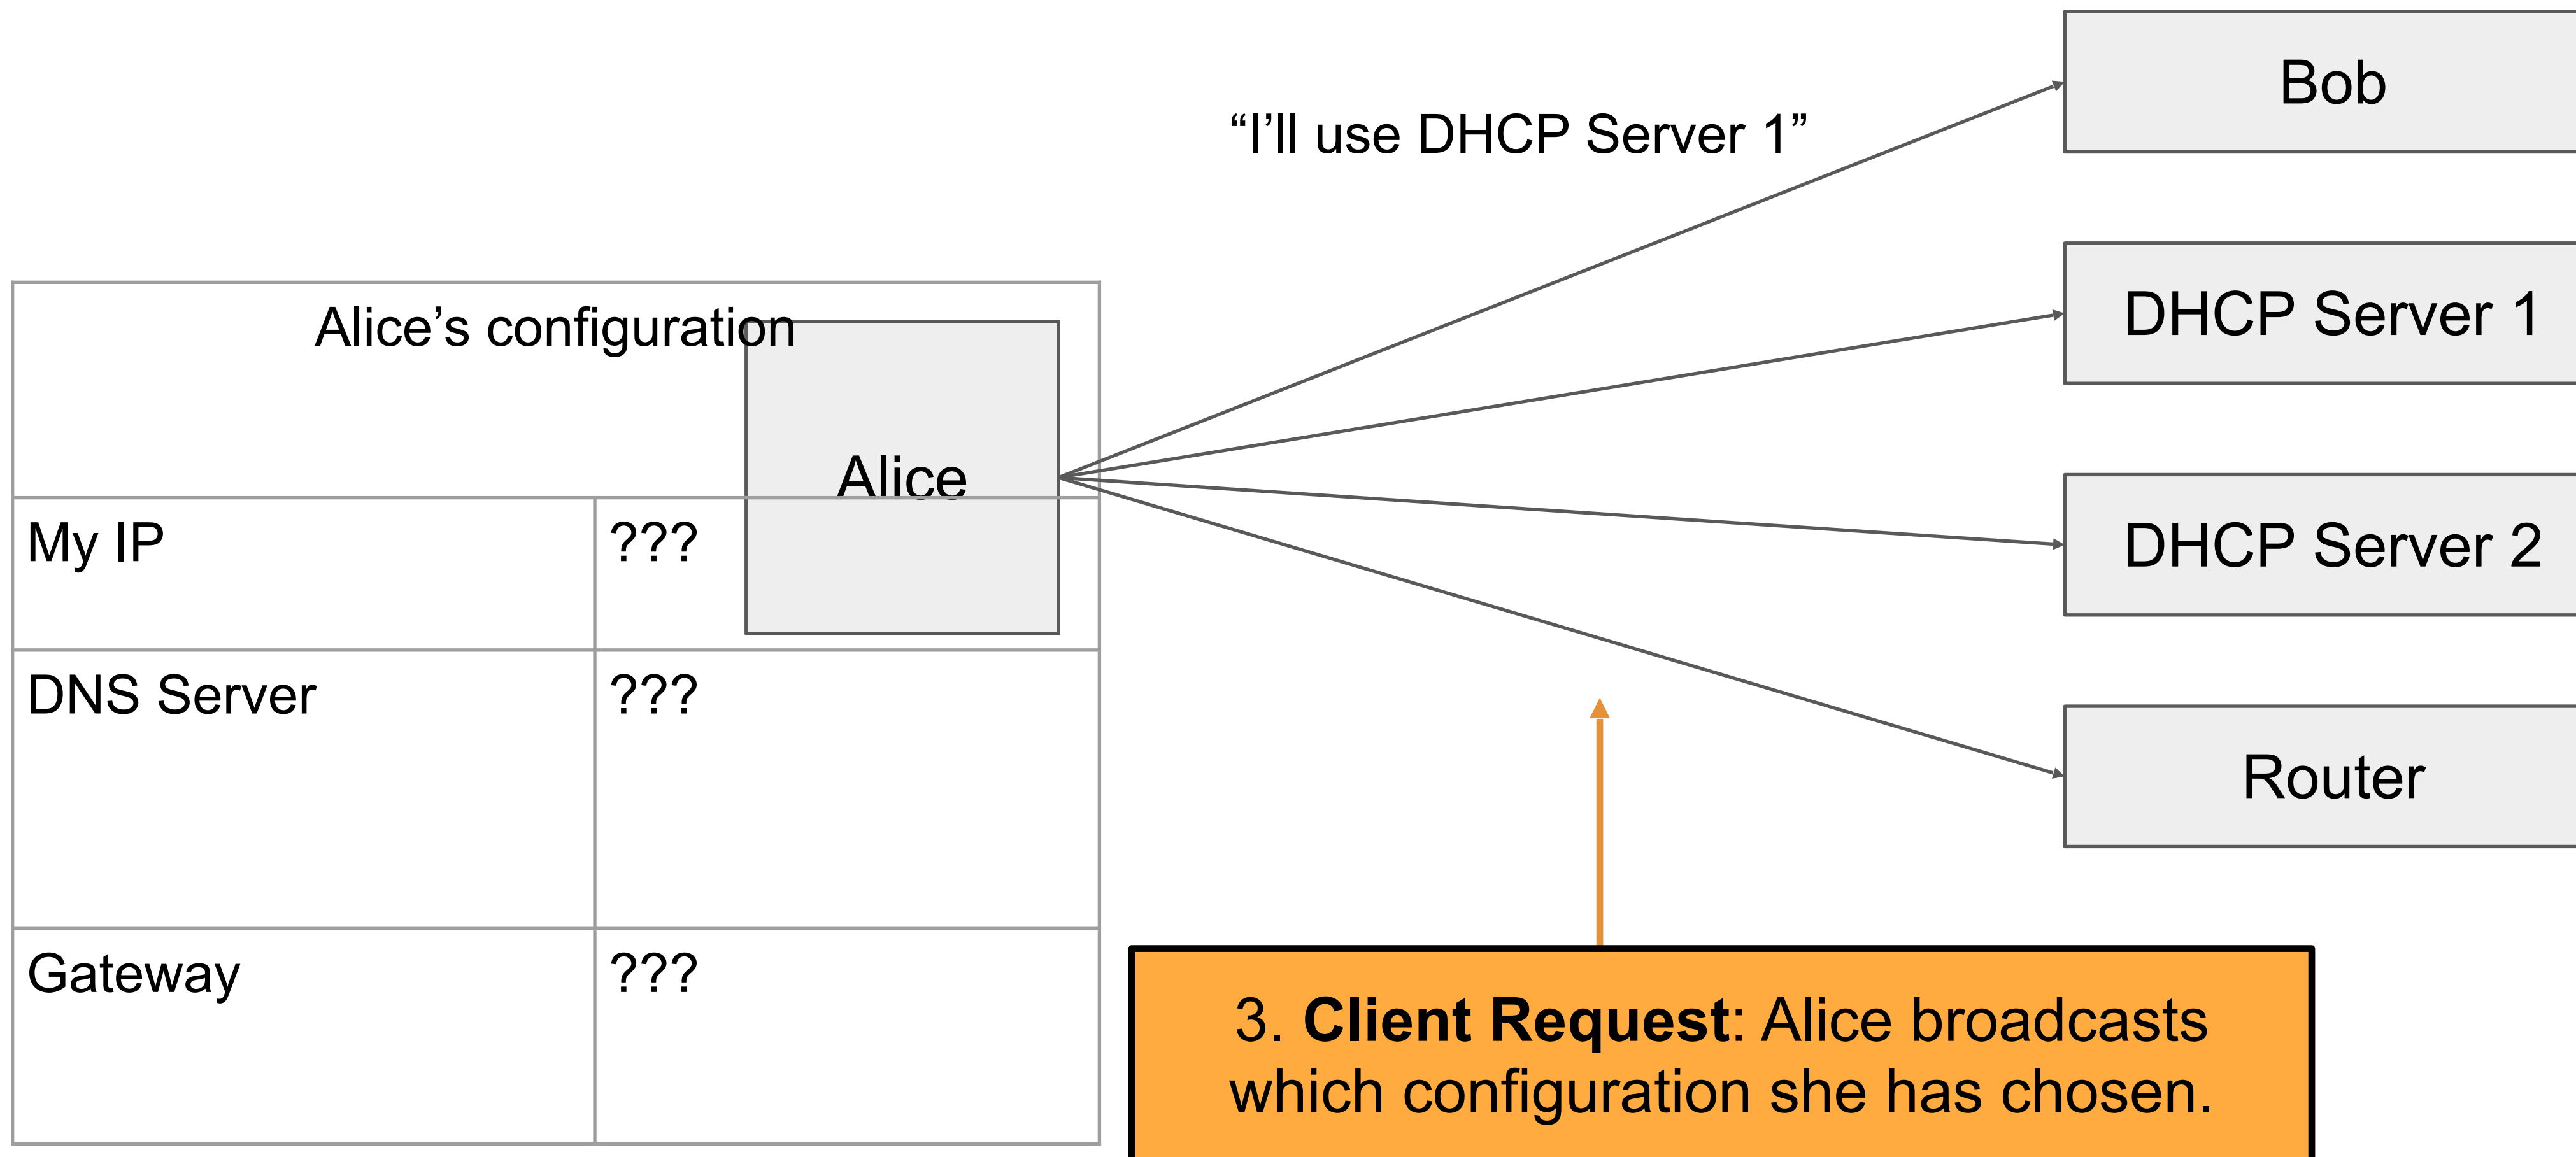 Bob
“I’ll use DHCP Server 1”
DHCP Server 1
Alice’s configuration
Alice
My IP
???
DHCP Server 2
DNS Server
???
Router
Gateway
???
3. Client Request: Alice broadcasts
which configuration she has chosen.